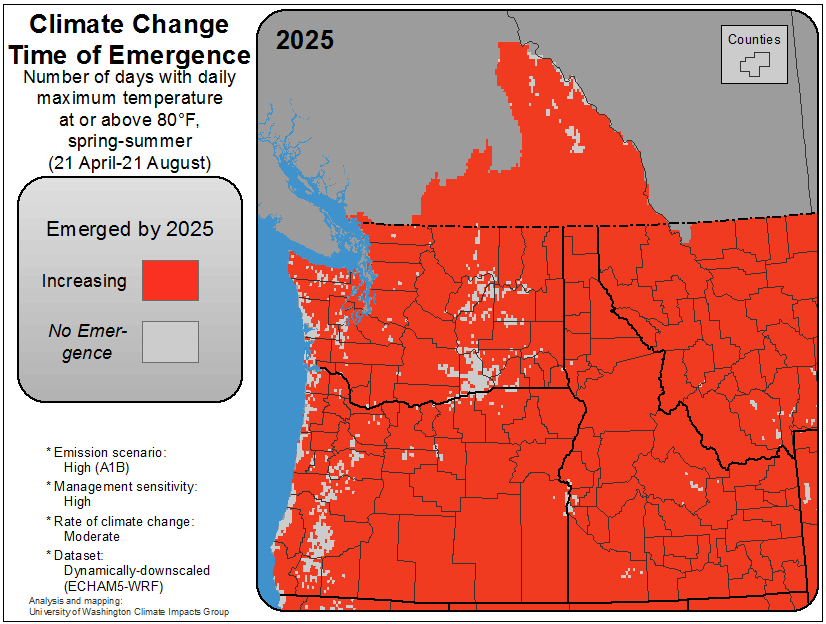 Climate Change
Time of Emergence
Number of days with daily
maximum temperature
at or above 80°F,
spring-summer
(21 April-21 August)
Emerged by 2025
Increasing
No Emer-
gence
* Emission scenario:
High (A1B)
* Management sensitivity:
High
* Rate of climate change:
Moderate
* Dataset:
Dynamically-downscaled
(ECHAM5-WRF)
Analysis and mapping:
University of Washington Climate Impacts Group
2025
Counties